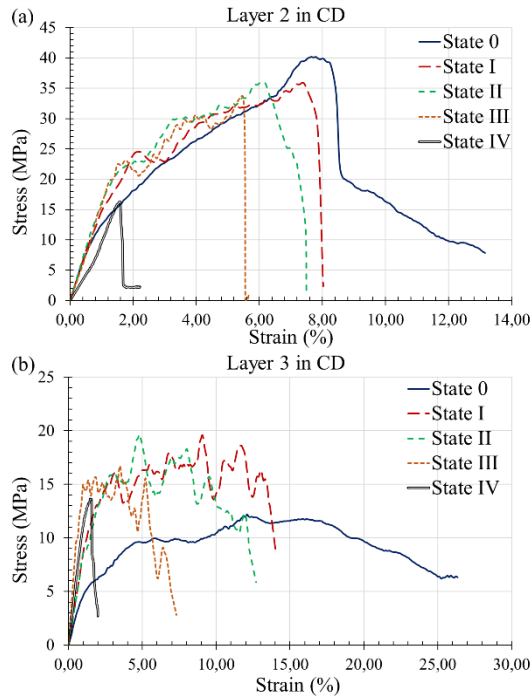 (a)
Layer 2 in CD
Stress (MPa)
45
40
35
30
25
20
15
10
5
0
State 0
State I
State II
State III
State IV
0,00 2,00 4,00 6,00 8,00 10,00 12,00 14,00
Strain (%)
(b)
Layer 3 in CD
Stress (MPa)
25
20
15
10
5
0
State 0
State I
State II
State III
State IV
0,00 5,00 10,00 15,00 20,00 25,00 30,00
Strain (%)